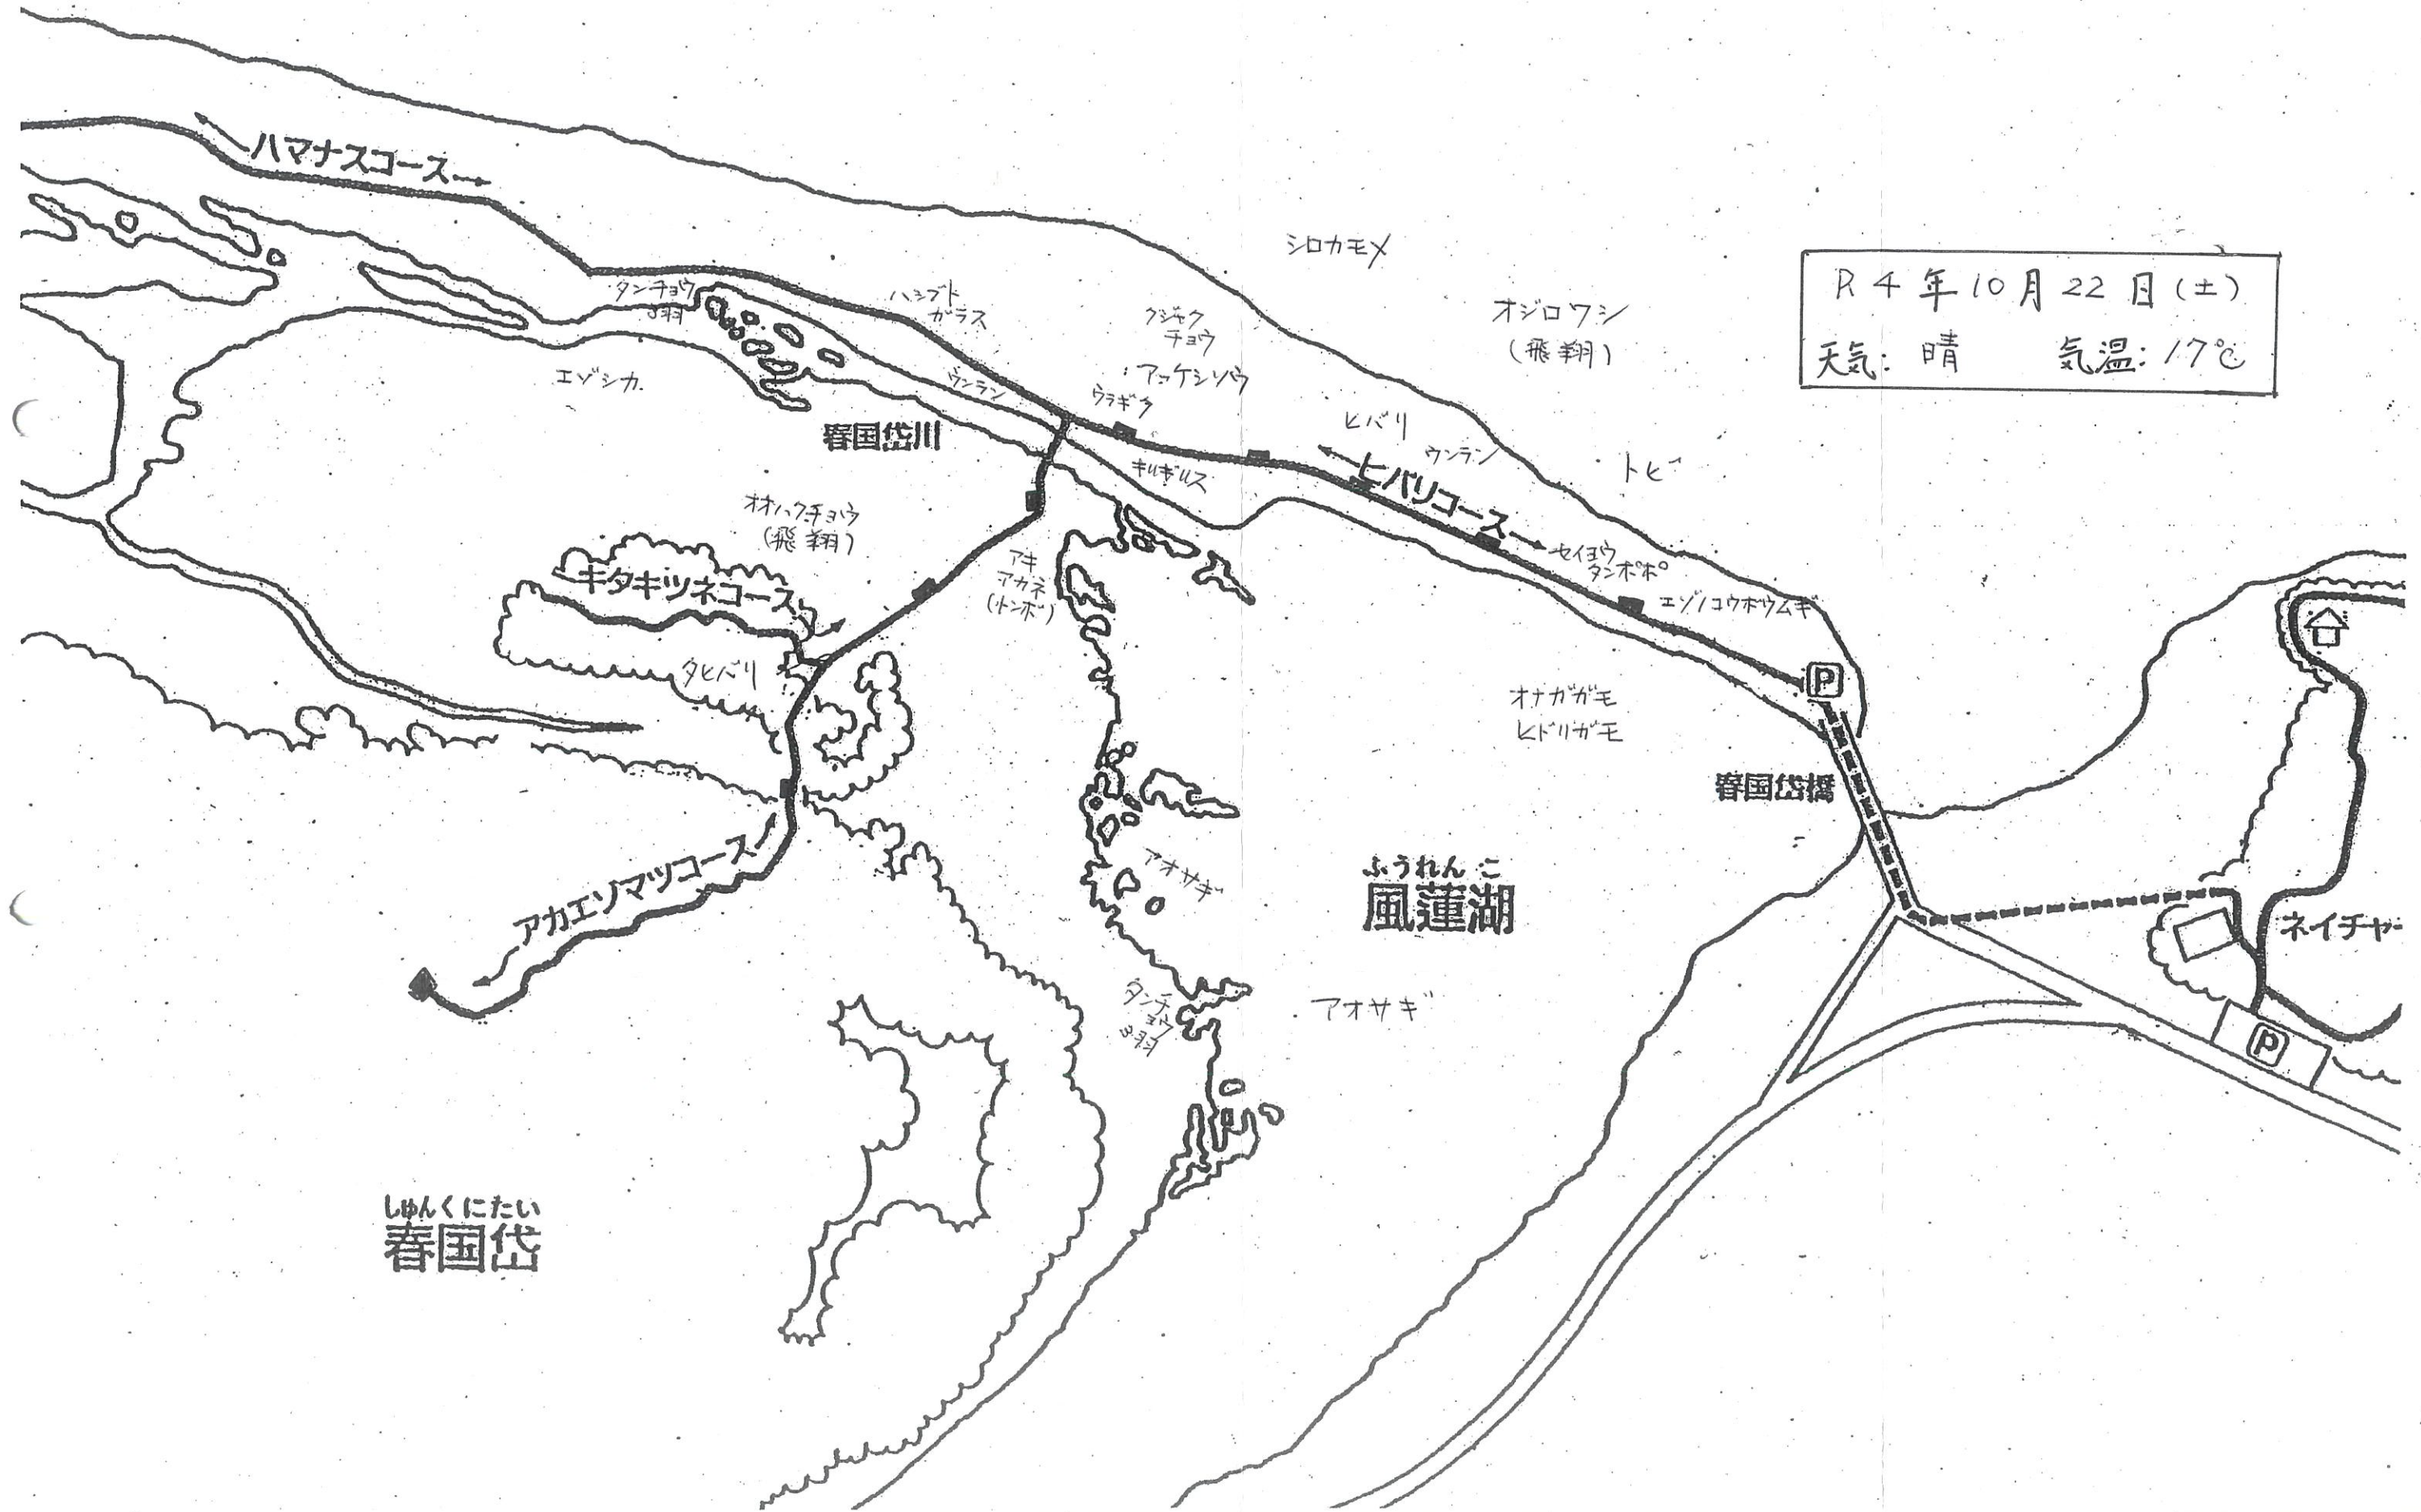 ハマナスコース
シロカモメ
R4年10月22日(土)
天気: 晴 気温: 17℃
オジロワシ
(飛翔)
タンチョウ
8羽
ハシブト
ガラス
クジャク
チョウ
アッケシソウ
エゾシカ
ウンラン
ウラギク
春国岱川
ヒバリ
ウンラン
トビ
キリギリス
ヒバリコース
オオハクチョウ
(飛翔)
アキ
アカネ
(トンボ)
セイヨウ
タンポポ
エゾノコウボウムギ
キタキツネコース
タヒバリ
P
オナガガモ
ヒドリガモ
春国岱橋
アカエゾマツコース
アオサギ
ふうれんこ
風蓮湖
ネイチャー
タンチョウ
8羽
アオサギ
P
しゅんくにたい
春国岱